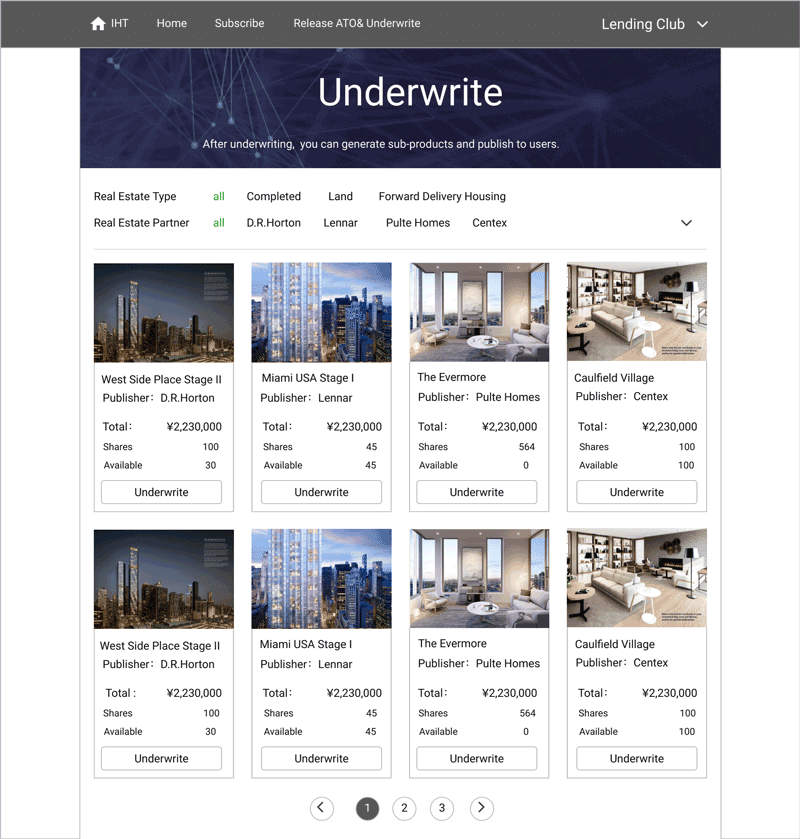 IHT Home Subscribe Release ATO& Underwrite Lending Club
Underwrite
After underwriting, you can generate sub-products and publish to users.
Real Estate Type all Completed Land Forward Delivery Housing
Real Estate Partner all D.R.Horton Lennar Pulte Homes Centex
West Side Place Stage II
Publisher：D.R.Horton
Total： ¥2,230,000
Shares 100
Available 30
Underwrite
Miami USA Stage I
Publisher：Lennar
Total： ¥2,230,000
Shares 45
Available 45
Underwrite
The Evermore
Publisher：Pulte Homes
Total： ¥2,230,000
Shares 564
Available 0
Underwrite
Caulfield Village
Publisher：Centex
Total： ¥2,230,000
Shares 100
Available 100
Underwrite
West Side Place Stage II
Publisher：D.R.Horton
Total : ¥2,230,000
Shares 100
Available 30
Underwrite
Miami USA Stage I
Publisher：Lennar
Total： ¥2,230,000
Shares 45
Available 45
Underwrite
The Evermore
Publisher：Pulte Homes
Total： ¥2,230,000
Shares 564
Available 0
Underwrite
Caulfield Village
Publisher：Centex
Total： ¥2,230,000
Shares 100
Available 100
Underwrite
1 2 3